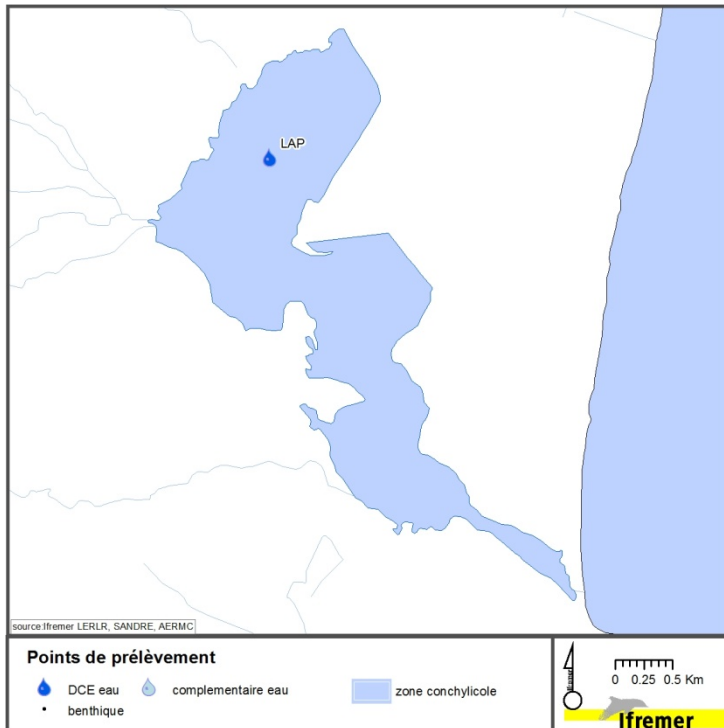 LAP
source:Ifremer LERLR, SANDRE, AERMC
Points de prélèvement
DCE eau
complementaire eau
zone conchylicole
benthique
Ifremer
0 0.25 0.5 Km
Ifremer